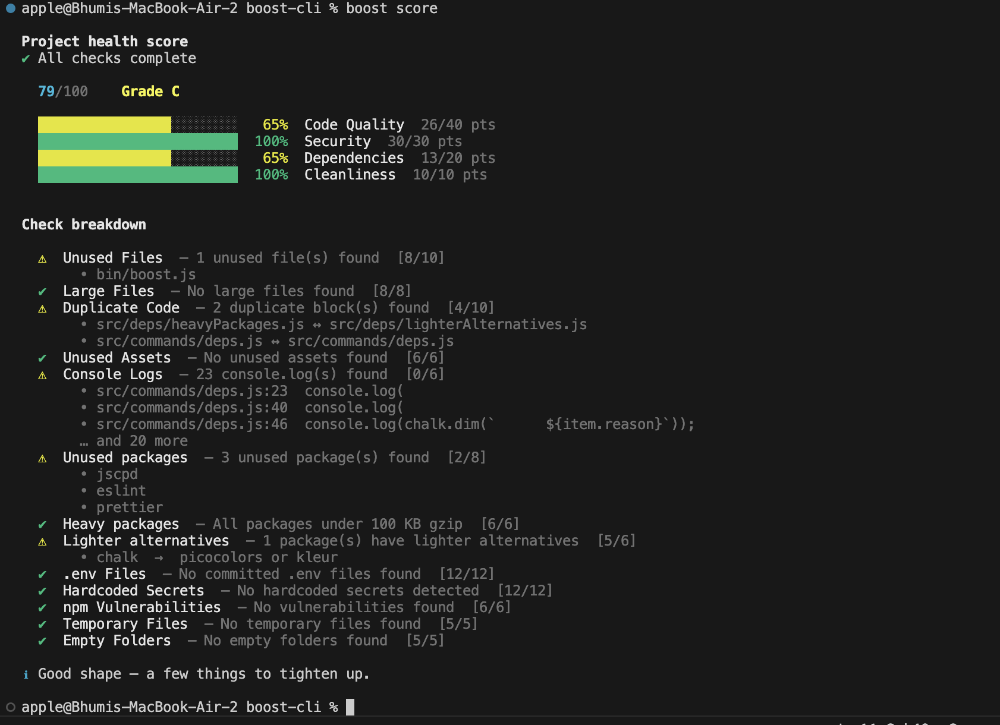 apple@Bhumis-MacBook-Air-2 boost-cli % boost score
Project health score
✔ All checks complete
79/100    Grade C
65%  Code Quality  26/40 pts
100%  Security  30/30 pts
65%  Dependencies  13/20 pts
100%  Cleanliness  10/10 pts
Check breakdown
⚠  Unused Files  — 1 unused file(s) found  [8/10]
• bin/boost.js
✔  Large Files  — No large files found  [8/8]
⚠  Duplicate Code  — 2 duplicate block(s) found  [4/10]
• src/deps/heavyPackages.js ↔ src/deps/lighterAlternatives.js
• src/commands/deps.js ↔ src/commands/deps.js
✔  Unused Assets  — No unused assets found  [6/6]
⚠  Console Logs  — 23 console.log(s) found  [0/6]
• src/commands/deps.js:23  console.log(
• src/commands/deps.js:40  console.log(
• src/commands/deps.js:46  console.log(chalk.dim(`      ${item.reason}`));
… and 20 more
⚠  Unused packages  — 3 unused package(s) found  [2/8]
• jscpd
• eslint
• prettier
✔  Heavy packages  — All packages under 100 KB gzip  [6/6]
⚠  Lighter alternatives  — 1 package(s) have lighter alternatives  [5/6]
• chalk  →  picocolors or kleur
✔  .env Files  — No committed .env files found  [12/12]
✔  Hardcoded Secrets  — No hardcoded secrets detected  [12/12]
✔  npm Vulnerabilities  — No vulnerabilities found  [6/6]
✔  Temporary Files  — No temporary files found  [5/5]
✔  Empty Folders  — No empty folders found  [5/5]
ℹ Good shape — a few things to tighten up.
apple@Bhumis-MacBook-Air-2 boost-cli %